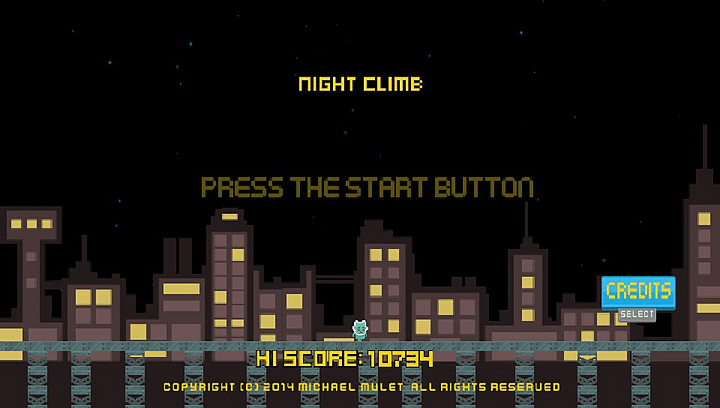 NIGHT CLIMB
PRESS THE START BUTTON
CREDITS
SELECT
HI SCORE: 10734
COPYRIGHT (C) 2014 MICHAEL MULET ALL RIGHTS RESERVED